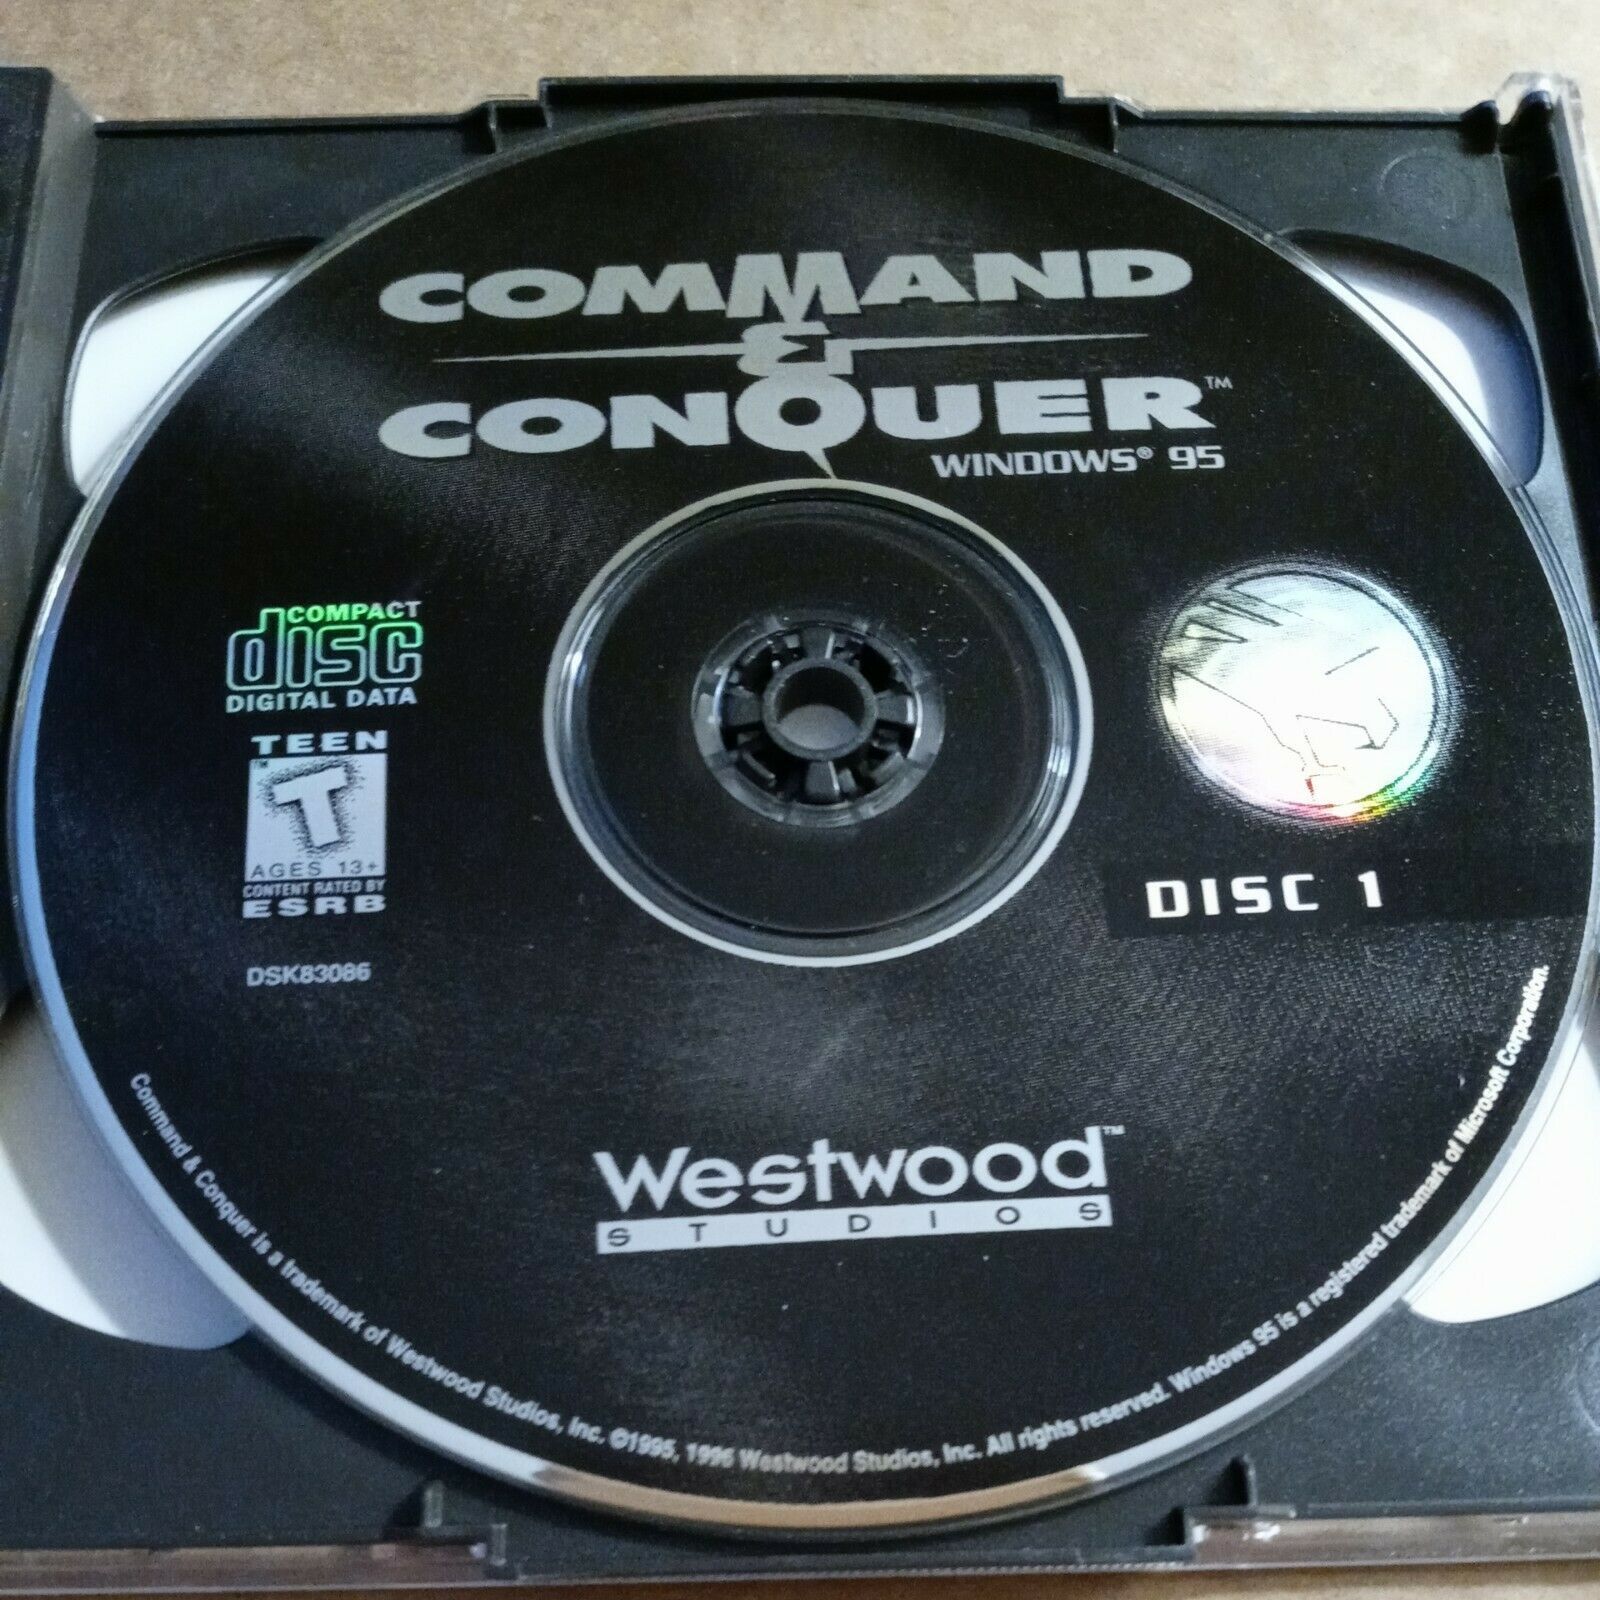 COMMAND
&
CONQUER™
WINDOWS® 95
COMPACT
disc
DIGITAL DATA
TEEN
™
T
AGES 13+
CONTENT RATED BY
ESRB
DSK83086
DISC 1
Westwood™
STUDIOS
Command & Conquer is a trademark of Westwood Studios, Inc. ©1995, 1996 Westwood Studios, Inc. All rights reserved. Windows 95 is a registered trademark of Microsoft Corporation.